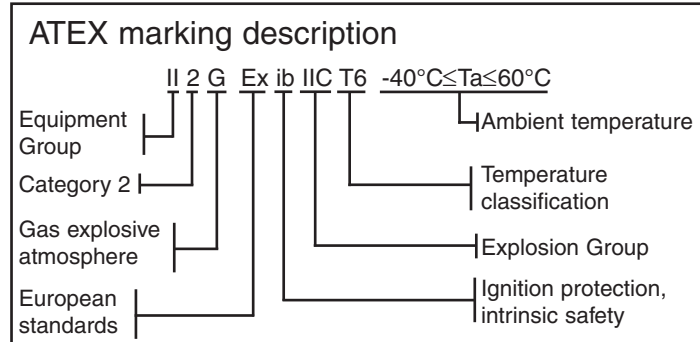 ATEX marking description
II 2 G Ex ib IIC T6 -40°C≤Ta≤60°C
Equipment
Group
Ambient temperature
Category 2
Temperature
classification
Gas explosive
atmosphere
Explosion Group
European
standards
Ignition protection,
intrinsic safety